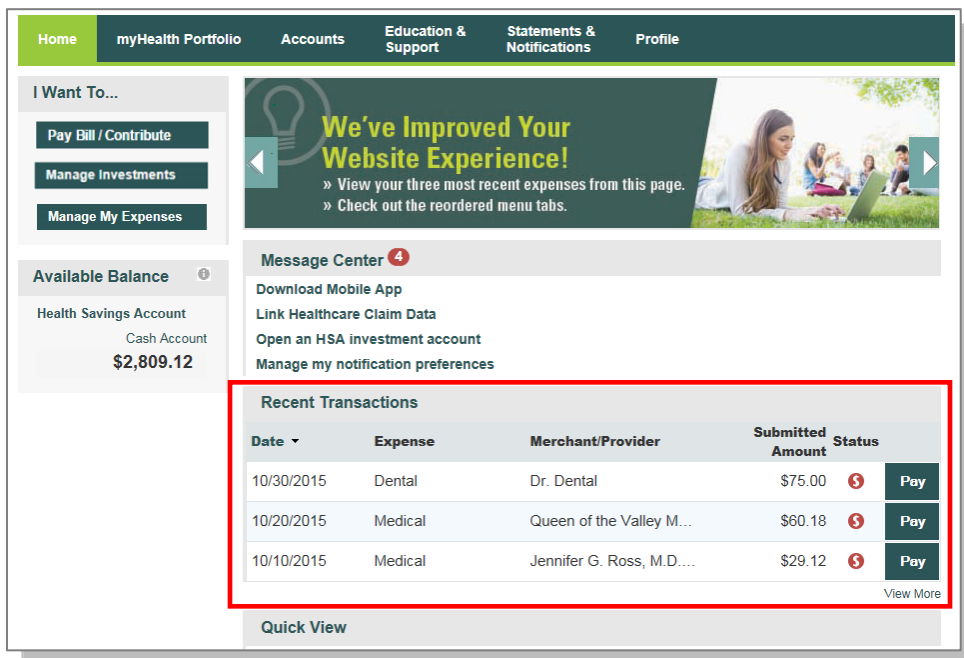 Home myHealth Portfolio Accounts Education & Support Statements & Notifications Profile
I Want To...
Pay Bill / Contribute
Manage Investments
Manage My Expenses
Available Balance
Health Savings Account
Cash Account
$2,809.12
We've Improved Your
Website Experience!
» View your three most recent expenses from this page.
» Check out the reordered menu tabs.
Message Center 4
Download Mobile App
Link Healthcare Claim Data
Open an HSA investment account
Manage my notification preferences
Recent Transactions
Date Expense Merchant/Provider Submitted Amount Status
10/30/2015 Dental Dr. Dental $75.00 Pay
10/20/2015 Medical Queen of the Valley M... $60.18 Pay
10/10/2015 Medical Jennifer G. Ross, M.D.... $29.12 Pay
View More
Quick View